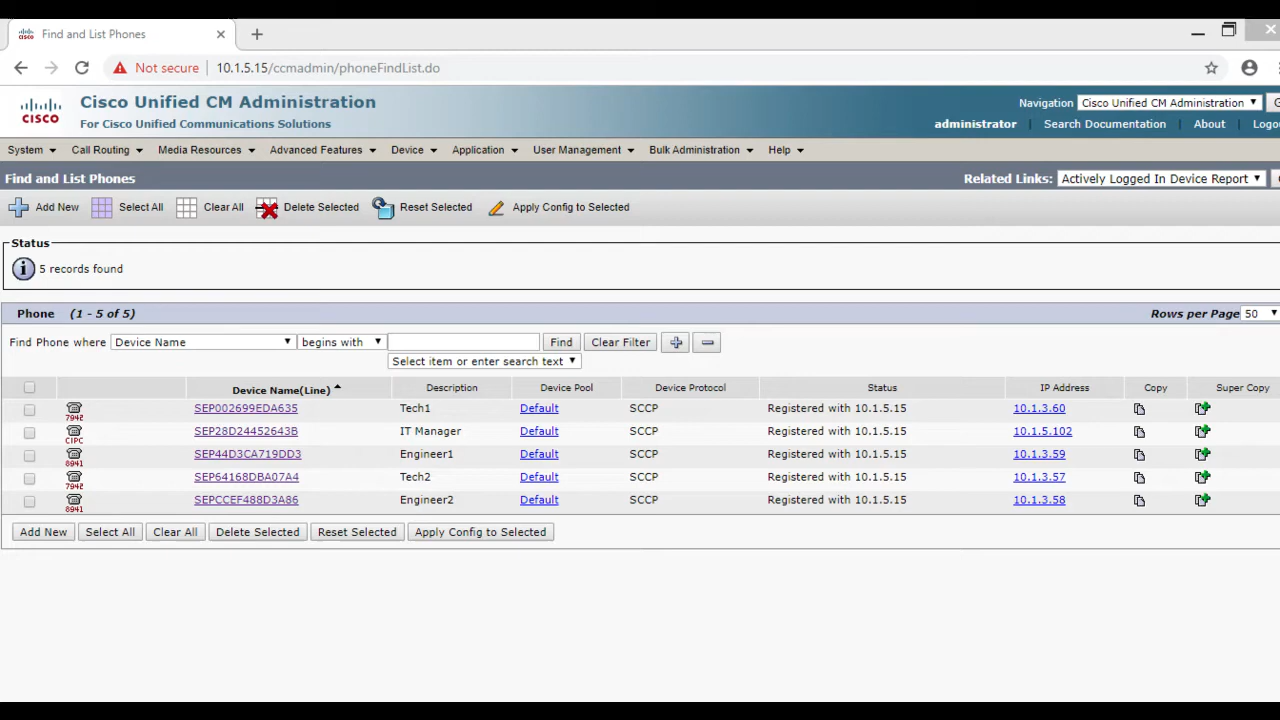 Find and List Phones
Not secure 10.1.5.15/ccmadmin/phoneFindList.do
CISCO
Cisco Unified CM Administration
For Cisco Unified Communications Solutions
Navigation Cisco Unified CM Administration
administrator | Search Documentation | About | Logo
System Call Routing Media Resources Advanced Features Device Application User Management Bulk Administration Help
Find and List Phones Related Links: Actively Logged In Device Report
Add New Select All Clear All Delete Selected Reset Selected Apply Config to Selected
Status
5 records found
Phone (1 - 5 of 5) Rows per Page 50
Find Phone where Device Name begins with Find Clear Filter
Select item or enter search text
Device Name(Line) Description Device Pool Device Protocol Status IP Address Copy Super Copy
7942 SEP002699EDA635 Tech1 Default SCCP Registered with 10.1.5.15 10.1.3.60
CIPC SEP28D24452643B IT Manager Default SCCP Registered with 10.1.5.15 10.1.5.102
8941 SEP44D3CA719DD3 Engineer1 Default SCCP Registered with 10.1.5.15 10.1.3.59
7942 SEP64168DBA07A4 Tech2 Default SCCP Registered with 10.1.5.15 10.1.3.57
8941 SEPCCEF488D3A86 Engineer2 Default SCCP Registered with 10.1.5.15 10.1.3.58
Add New Select All Clear All Delete Selected Reset Selected Apply Config to Selected